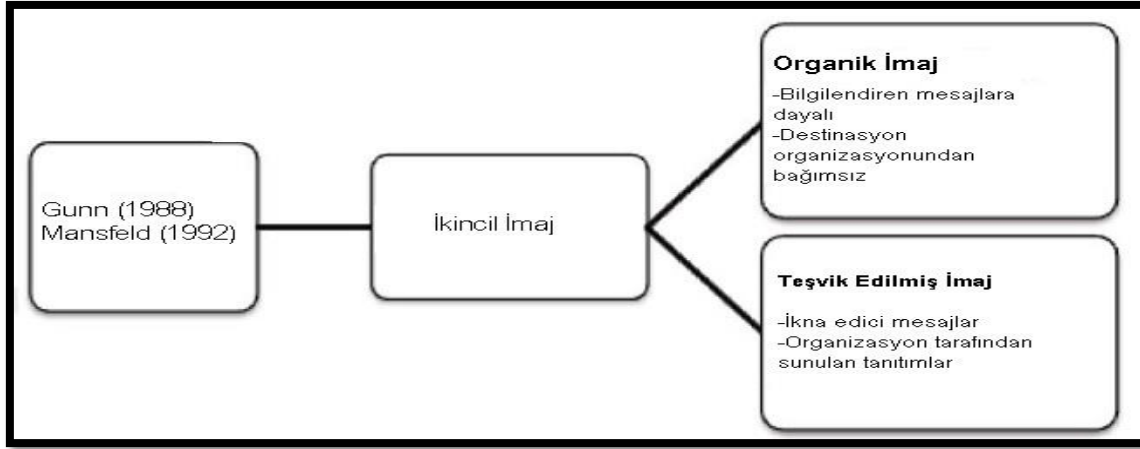 Gunn (1988)
Mansfeld (1992)
İkincil İmaj
Organik İmaj
-Bilgilendiren mesajlara
dayalı
-Destinasyon
organizasyonundan
bağımsız
Teşvik Edilmiş İmaj
-İkna edici mesajlar
-Organizasyon tarafından
sunulan tanıtımlar